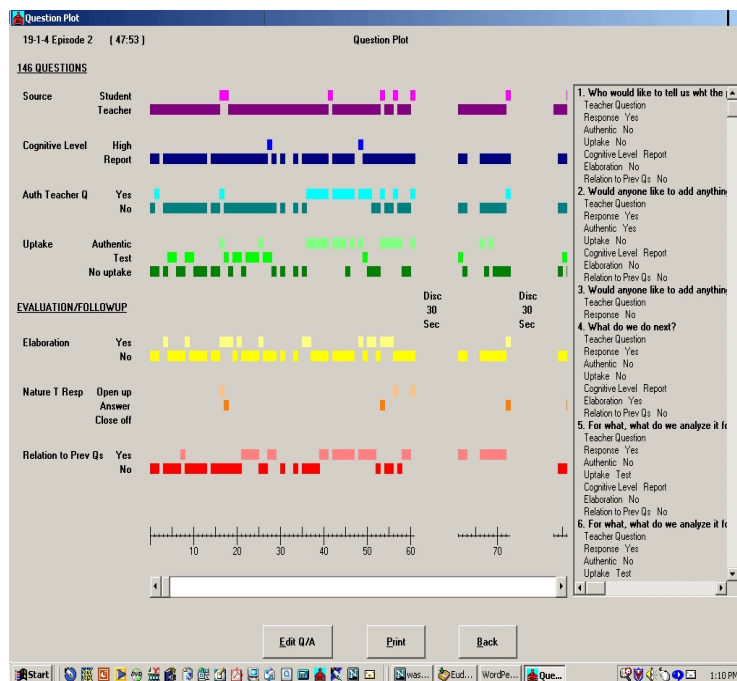 Question Plot
19-1-4 Episode 2 ( 47:53 )
Question Plot
146 QUESTIONS
Source Student
Teacher
Cognitive Level High
Report
Auth Teacher Q Yes
No
Uptake Authentic
Test
No uptake
Disc
30
Sec
Disc
30
Sec
EVALUATION/FOLLOWUP
Elaboration Yes
No
Nature T Resp Open up
Answer
Close off
Relation to Prev Qs Yes
No
10 20 30 40 50 60 70
1. Who would like to tell us wht the
Teacher Question
Response Yes
Authentic No
Uptake No
Cognitive Level Report
Elaboration No
Relation to Prev Qs No
2. Would anyone like to add anything
Teacher Question
Response Yes
Authentic Yes
Uptake No
Cognitive Level Report
Elaboration No
Relation to Prev Qs No
3. Would anyone like to add anything
Teacher Question
Response No
4. What do we do next?
Teacher Question
Response Yes
Authentic No
Uptake No
Cognitive Level Report
Elaboration Yes
Relation to Prev Qs No
5. For what, what do we analyze it fo
Teacher Question
Response Yes
Authentic No
Uptake Test
Cognitive Level Report
Elaboration No
Relation to Prev Qs No
6. For what, what do we analyze it fo
Teacher Question
Response Yes
Authentic No
Uptake Test
Edit Q/A Print Back
Start was... Eud... WordPe... Que... 1:10 PM